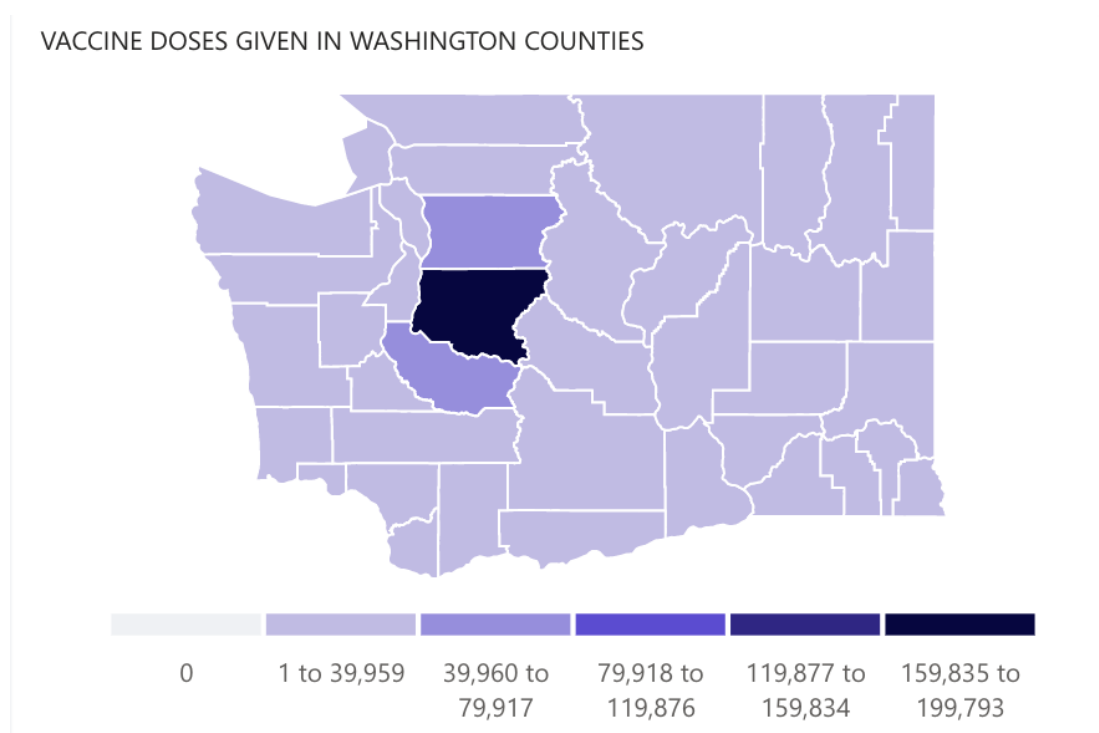 VACCINE DOSES GIVEN IN WASHINGTON COUNTIES
0
1 to 39,959
39,960 to
79,917
79,918 to
119,876
119,877 to
159,834
159,835 to
199,793